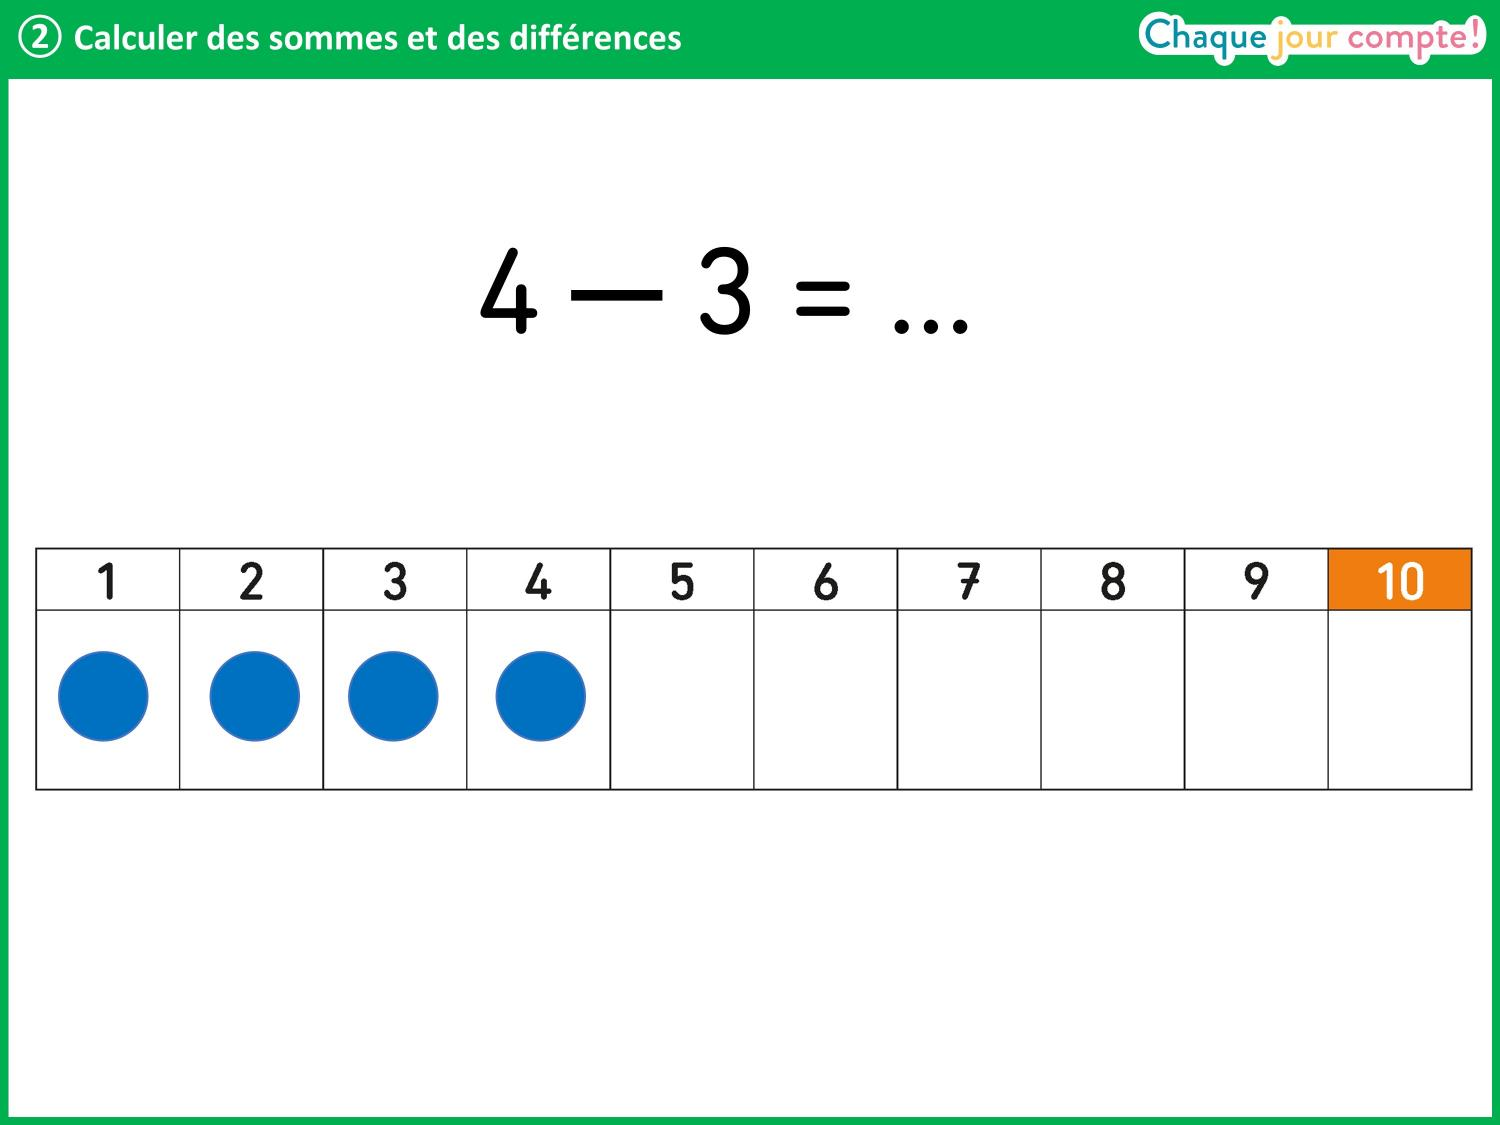 ② Calculer des sommes et des différences
Chaque jour compte!
4 – 3 = ...
1 2 3 4 5 6 7 8 9 10